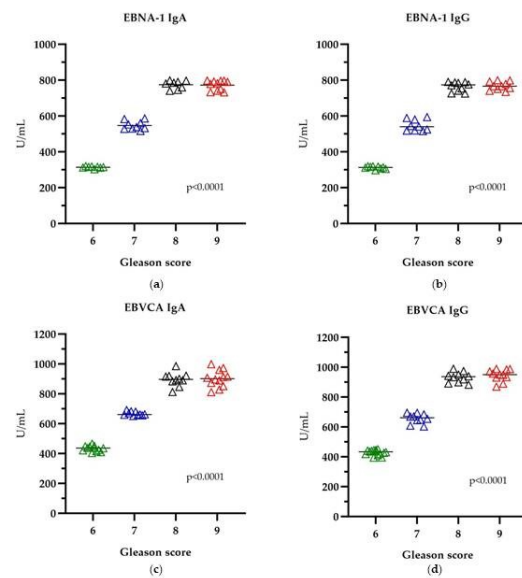 EBNA-1 IgA
1000
800
600
400
200
0
U/mL
p<0.0001
6 7 8 9
Gleason score
(a)
EBNA-1 IgG
1000
800
600
400
200
0
U/mL
p<0.0001
6 7 8 9
Gleason score
(b)
EBVCA IgA
1200
1000
800
600
400
200
0
U/mL
p<0.0001
6 7 8 9
Gleason score
(c)
EBVCA IgG
1200
1000
800
600
400
200
0
U/mL
p<0.0001
6 7 8 9
Gleason score
(d)